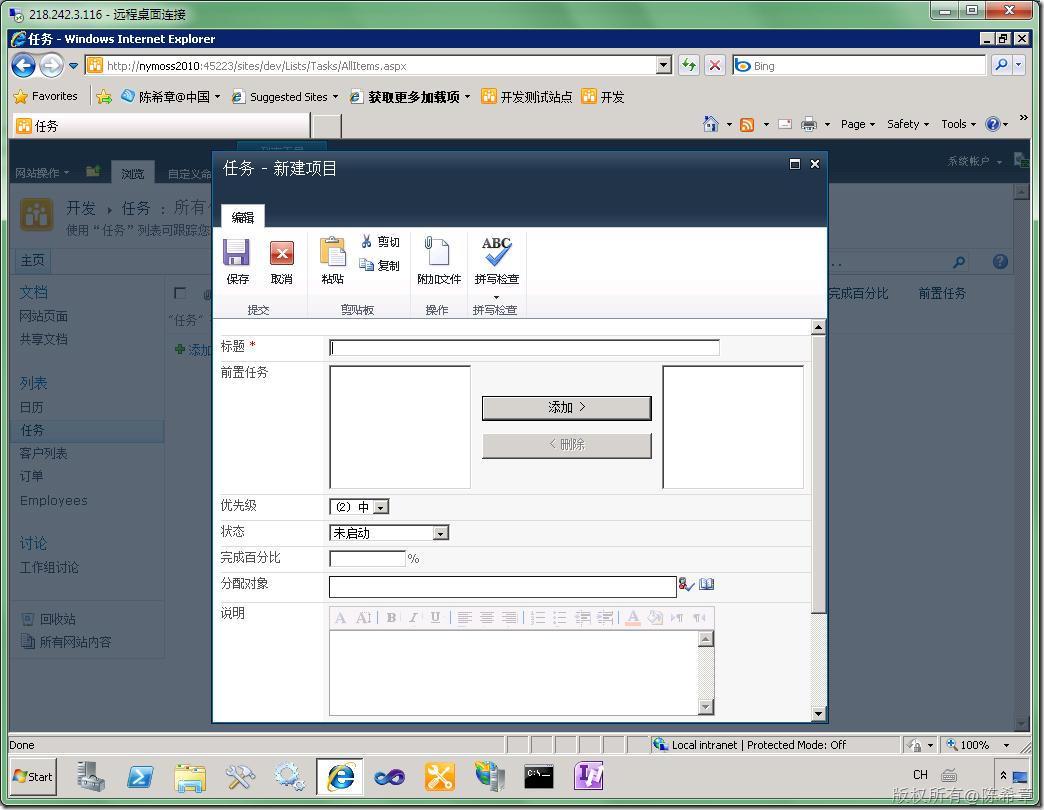 218.242.3.116 - 远程桌面连接
任务 - Windows Internet Explorer
http://nymoss2010:45223/sites/dev/Lists/Tasks/AllItems.aspx
Bing
Favorites 陈希章@中国 Suggested Sites 获取更多加载项 开发测试站点 开发
任务
Page Safety Tools
网站操作 浏览 自定义命
系统帐户
开发 任务 : 所有
使用“任务”列表可跟踪您
主页
文档
网站页面
共享文档
列表
日历
任务
客户列表
订单
Employees
讨论
工作组讨论
回收站
所有网站内容
“任务”
添加
完成百分比 前置任务
任务 - 新建项目
编辑
保存 取消 粘贴 剪切 复制 附加文件 ABC 拼写检查
提交 剪贴板 操作 拼写检查
标题 *
前置任务
添加 >
< 删除
优先级 (2) 中
状态 未启动
完成百分比 %
分配对象
说明
Done Local intranet | Protected Mode: Off 100%
Start CH
版权所有@陈希章